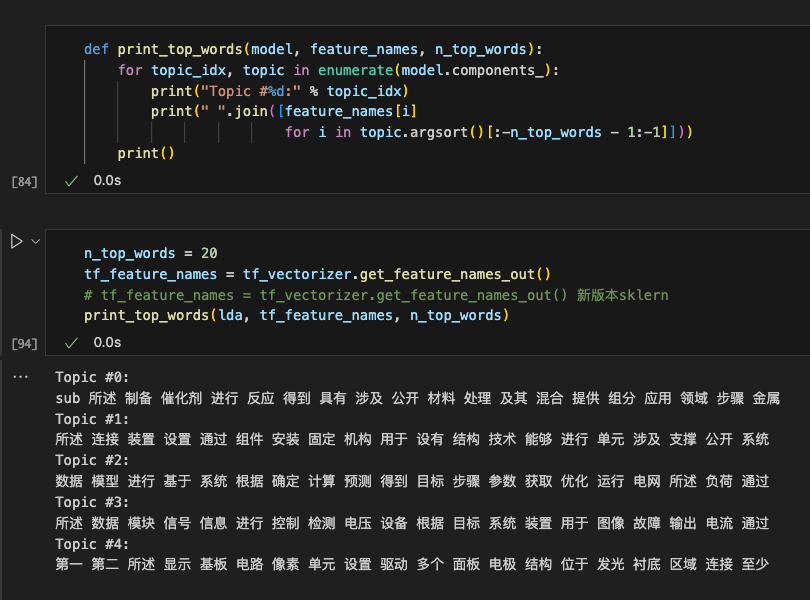 def print_top_words(model, feature_names, n_top_words):
for topic_idx, topic in enumerate(model.components_):
print("Topic #%d:" % topic_idx)
print(" ".join([feature_names[i]
for i in topic.argsort()[:-n_top_words - 1:-1]]))
print()
[84] 0.0s
n_top_words = 20
tf_feature_names = tf_vectorizer.get_feature_names_out()
# tf_feature_names = tf_vectorizer.get_feature_names_out() 新版本sklern
print_top_words(lda, tf_feature_names, n_top_words)
[94] 0.0s
Topic #0:
sub 所述 制备 催化剂 进行 反应 得到 具有 涉及 公开 材料 处理 及其 混合 提供 组分 应用 领域 步骤 金属
Topic #1:
所述 连接 装置 设置 通过 组件 安装 固定 机构 用于 设有 结构 技术 能够 进行 单元 涉及 支撑 公开 系统
Topic #2:
数据 模型 进行 基于 系统 根据 确定 计算 预测 得到 目标 步骤 参数 获取 优化 运行 电网 所述 负荷 通过
Topic #3:
所述 数据 模块 信号 信息 进行 控制 检测 电压 设备 根据 目标 系统 装置 用于 图像 故障 输出 电流 通过
Topic #4:
第一 第二 所述 显示 基板 电路 像素 单元 设置 驱动 多个 面板 电极 结构 位于 发光 衬底 区域 连接 至少